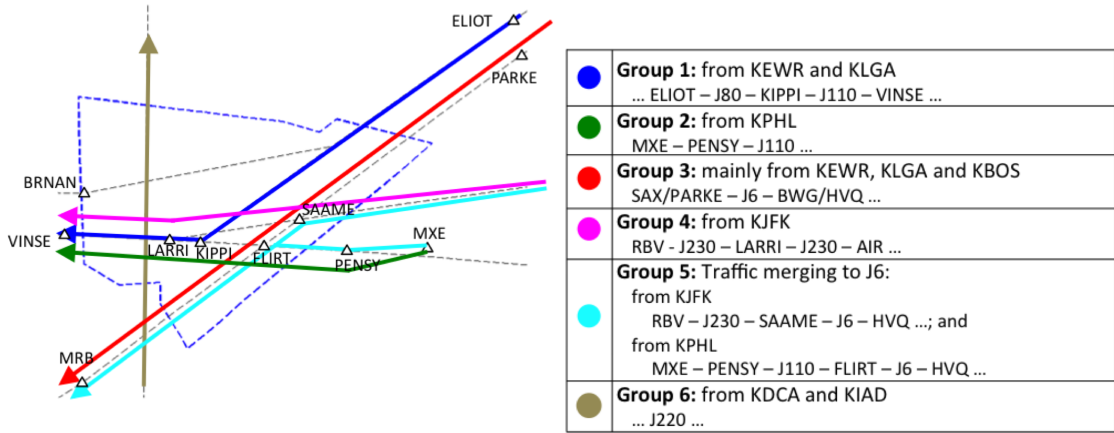 ELIOT
PARKE
BRNAN
SAAME
MXE
VINSE
LARRI
KIPPI
FLIRT
PENSY
MRB
Group 1: from KEWR and KLGA
... ELIOT – J80 – KIPPI – J110 – VINSE ...
Group 2: from KPHL
MXE – PENSY – J110 ...
Group 3: mainly from KEWR, KLGA and KBOS
SAX/PARKE – J6 – BWG/HVQ ...
Group 4: from KJFK
RBV - J230 – LARRI – J230 – AIR ...
Group 5: Traffic merging to J6:
from KJFK
RBV – J230 – SAAME – J6 – HVQ ...; and
from KPHL
MXE – PENSY – J110 – FLIRT – J6 – HVQ ...
Group 6: from KDCA and KIAD
... J220 ...